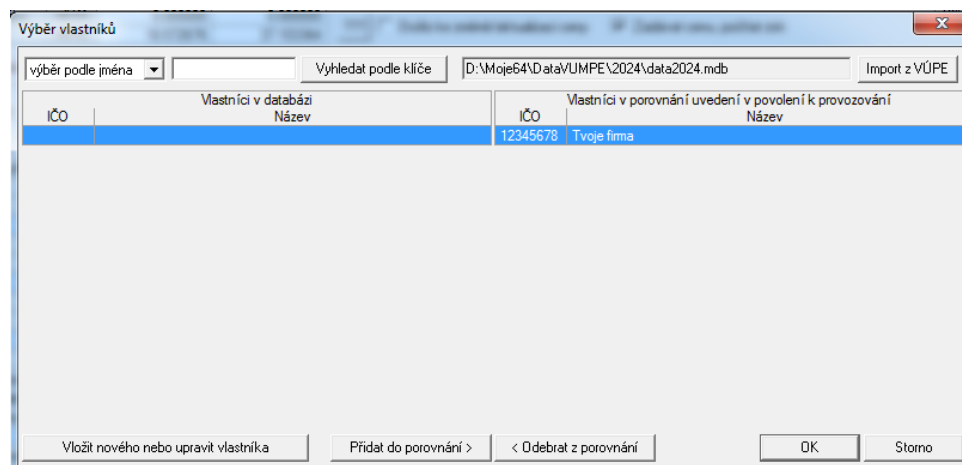 Výběr vlastníků
výběr podle jména Vyhledat podle klíče D:\Moje64\DataVUMPE\2024\data2024.mdb Import z VÚPE
Vlastníci v databázi
IČO Název
Vlastníci v porovnání uvedení v povolení k provozování
IČO Název
12345678 Tvoje firma
Vložit nového nebo upravit vlastníka Přidat do porovnání > < Odebrat z porovnání OK Storno